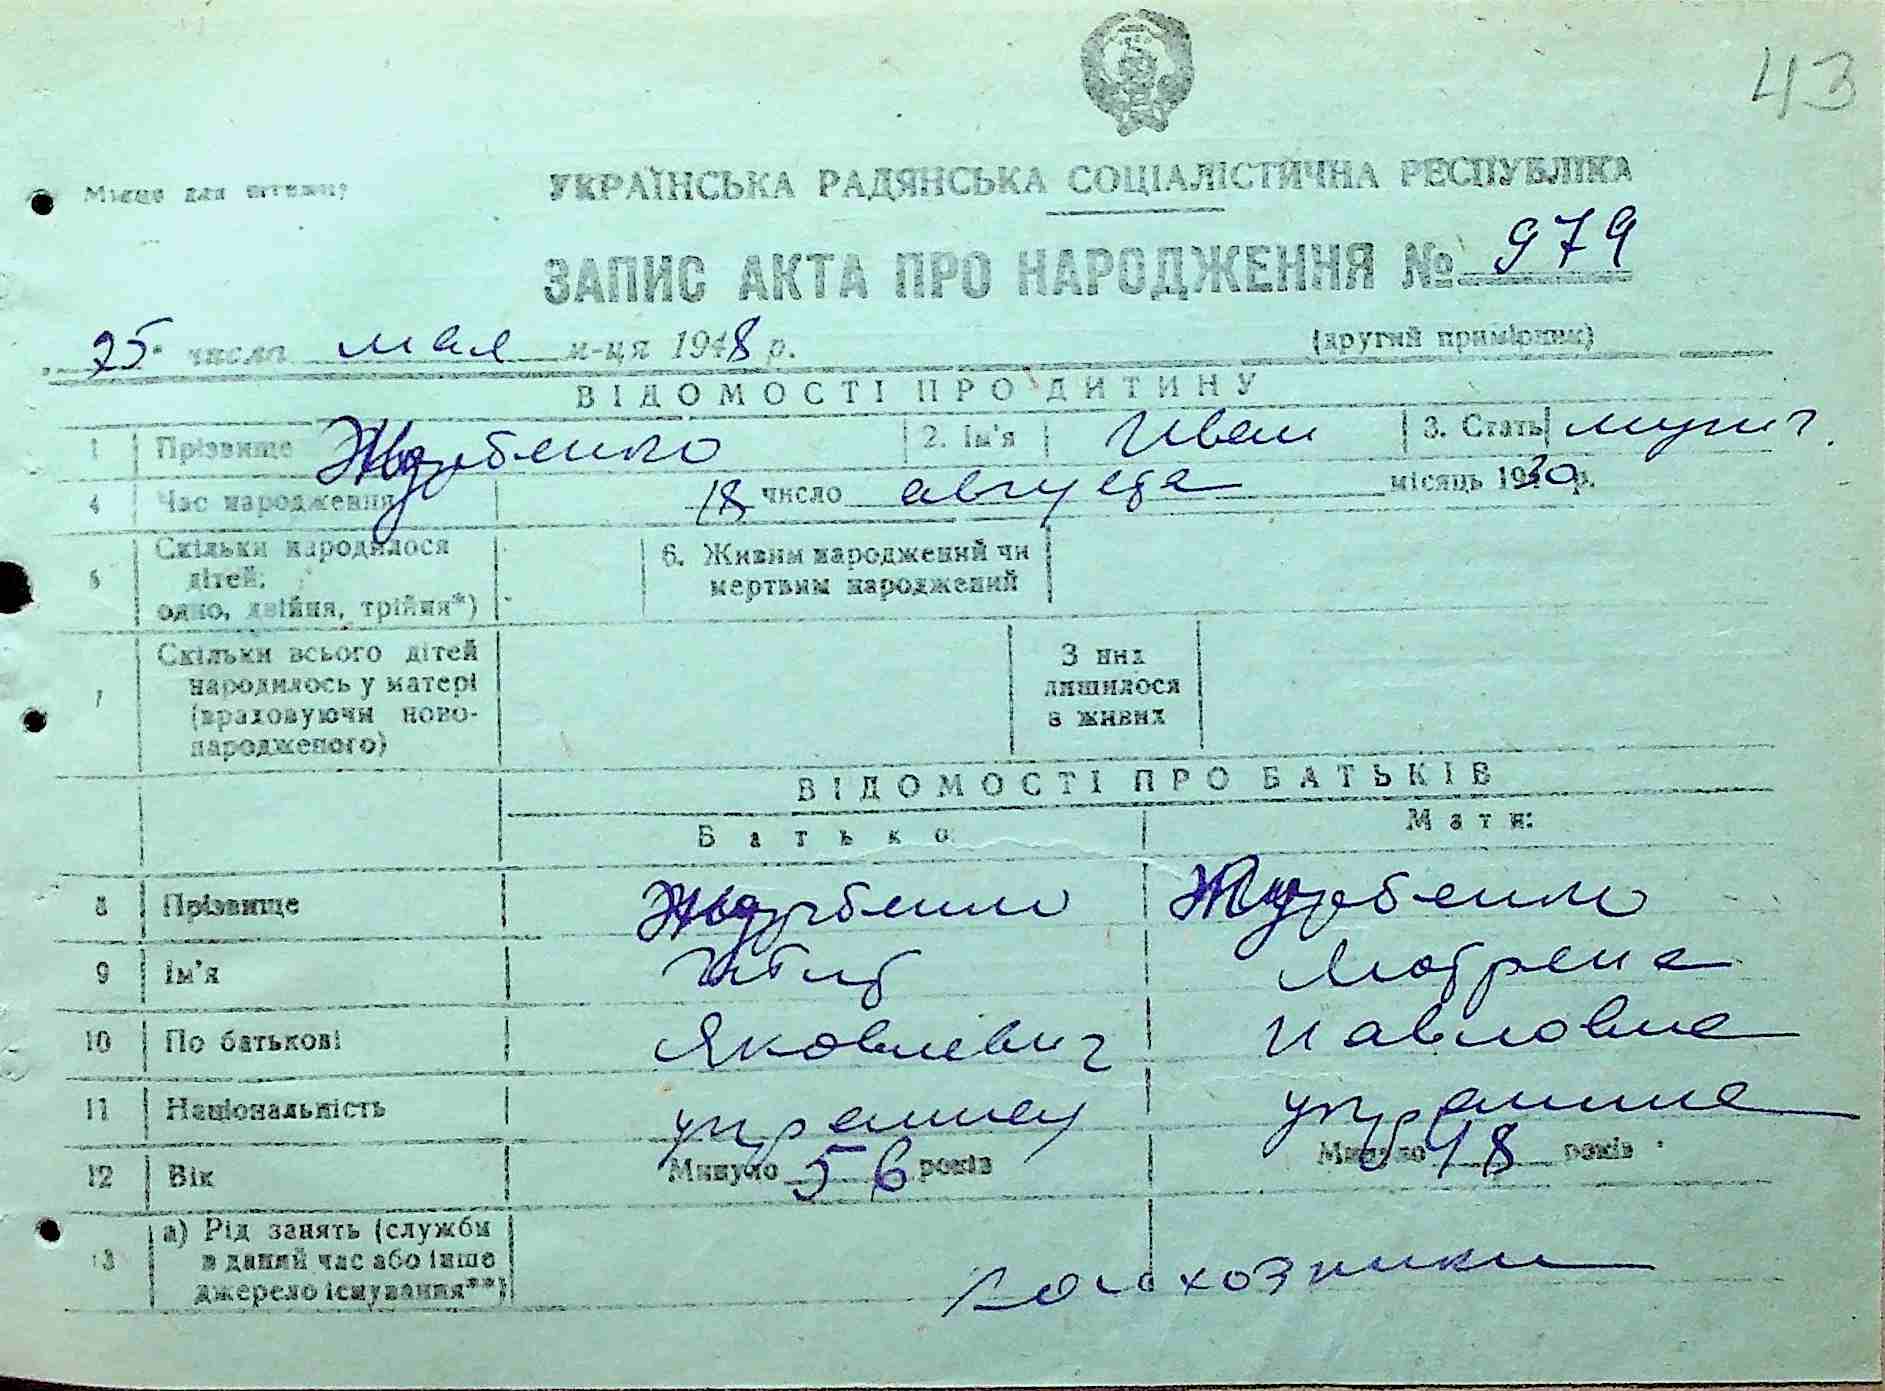 43
Місце для штампу
УКРАЇНСЬКА РАДЯНСЬКА СОЦІАЛІСТИЧНА РЕСПУБЛІКА
ЗАПИС АКТА ПРО НАРОДЖЕННЯ № 979
25 числа мая м-ця 1948 р. (другий примірник)
ВІДОМОСТІ ПРО ДИТИНУ
1 Прізвище 2. Ім'я Иван 3. Стать мужч.
4 Час народження 18 число августа місяць 1930 р.
5 Скільки народилося дітей: одно, двійня, трійня*) 6. Живим народжений чи мертвим народжений
7 Скільки всього дітей народилось у матері (враховуючи новонародженого) З них лишилося в живих
ВІДОМОСТІ ПРО БАТЬКІВ
Батько: Мати:
8 Прізвище
9 Ім'я Мотрена
10 По батькові Яковлевич Павловна
11 Національність украинец украинка
12 Вік Минуло 56 років Минуло 48 років
13 а) Рід занять (служби в даний час або інше джерело існування**) колхозники